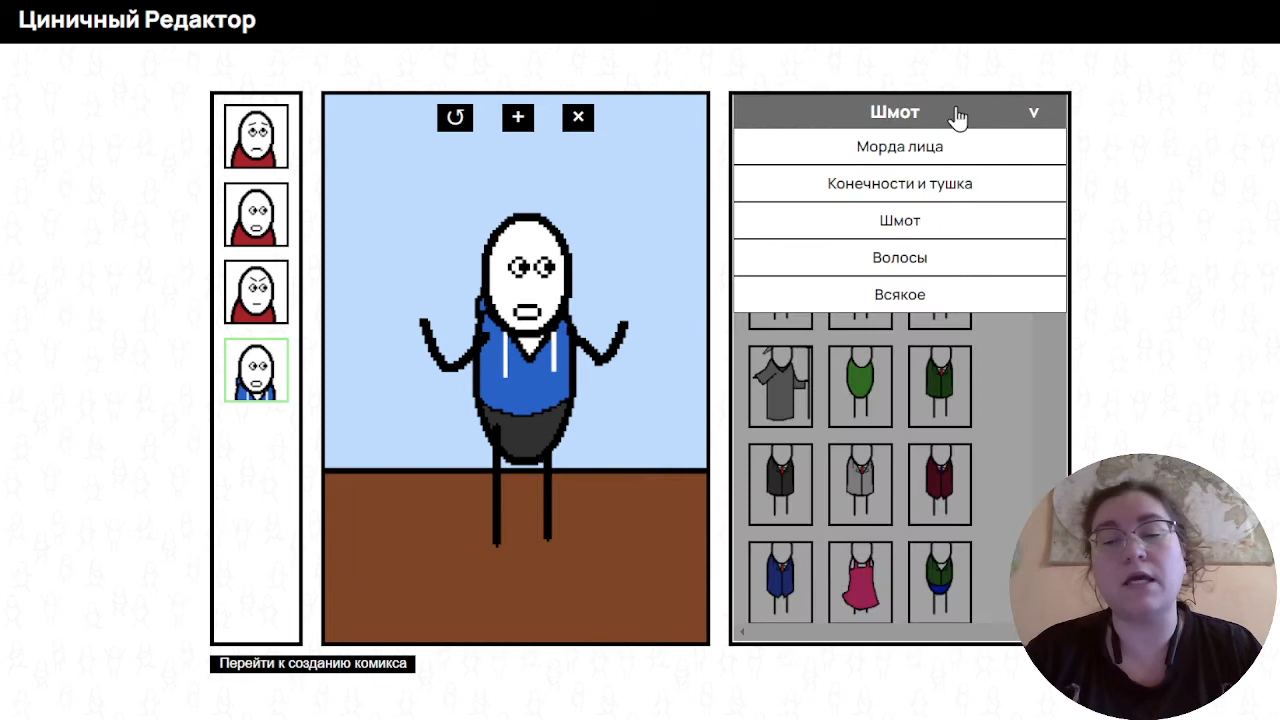 Циничный Редактор
Шмот
v
Морда лица
Конечности и тушка
Шмот
Волосы
Всякое
Перейти к созданию комикса